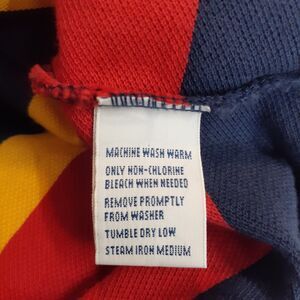 MACHINE WASH WARM
ONLY NON-CHLORINE
BLEACH WHEN NEEDED
REMOVE PROMPTLY
FROM WASHER
TUMBLE DRY LOW
STEAM IRON MEDIUM